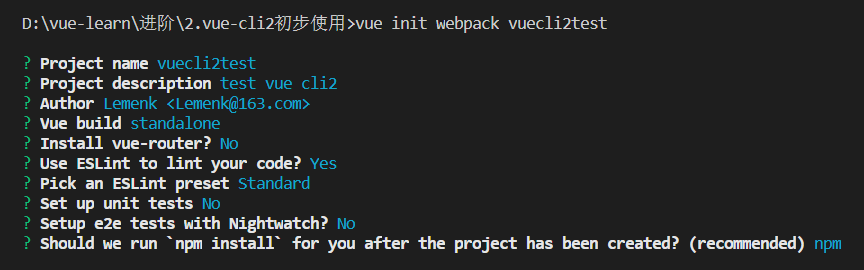 D:\vue-learn\进阶\2.vue-cli2初步使用>vue init webpack vuecli2test
? Project name vuecli2test
? Project description test vue cli2
? Author Lemenk <Lemenk@163.com>
? Vue build standalone
? Install vue-router? No
? Use ESLint to lint your code? Yes
? Pick an ESLint preset Standard
? Set up unit tests No
? Setup e2e tests with Nightwatch? No
? Should we run `npm install` for you after the project has been created? (recommended) npm